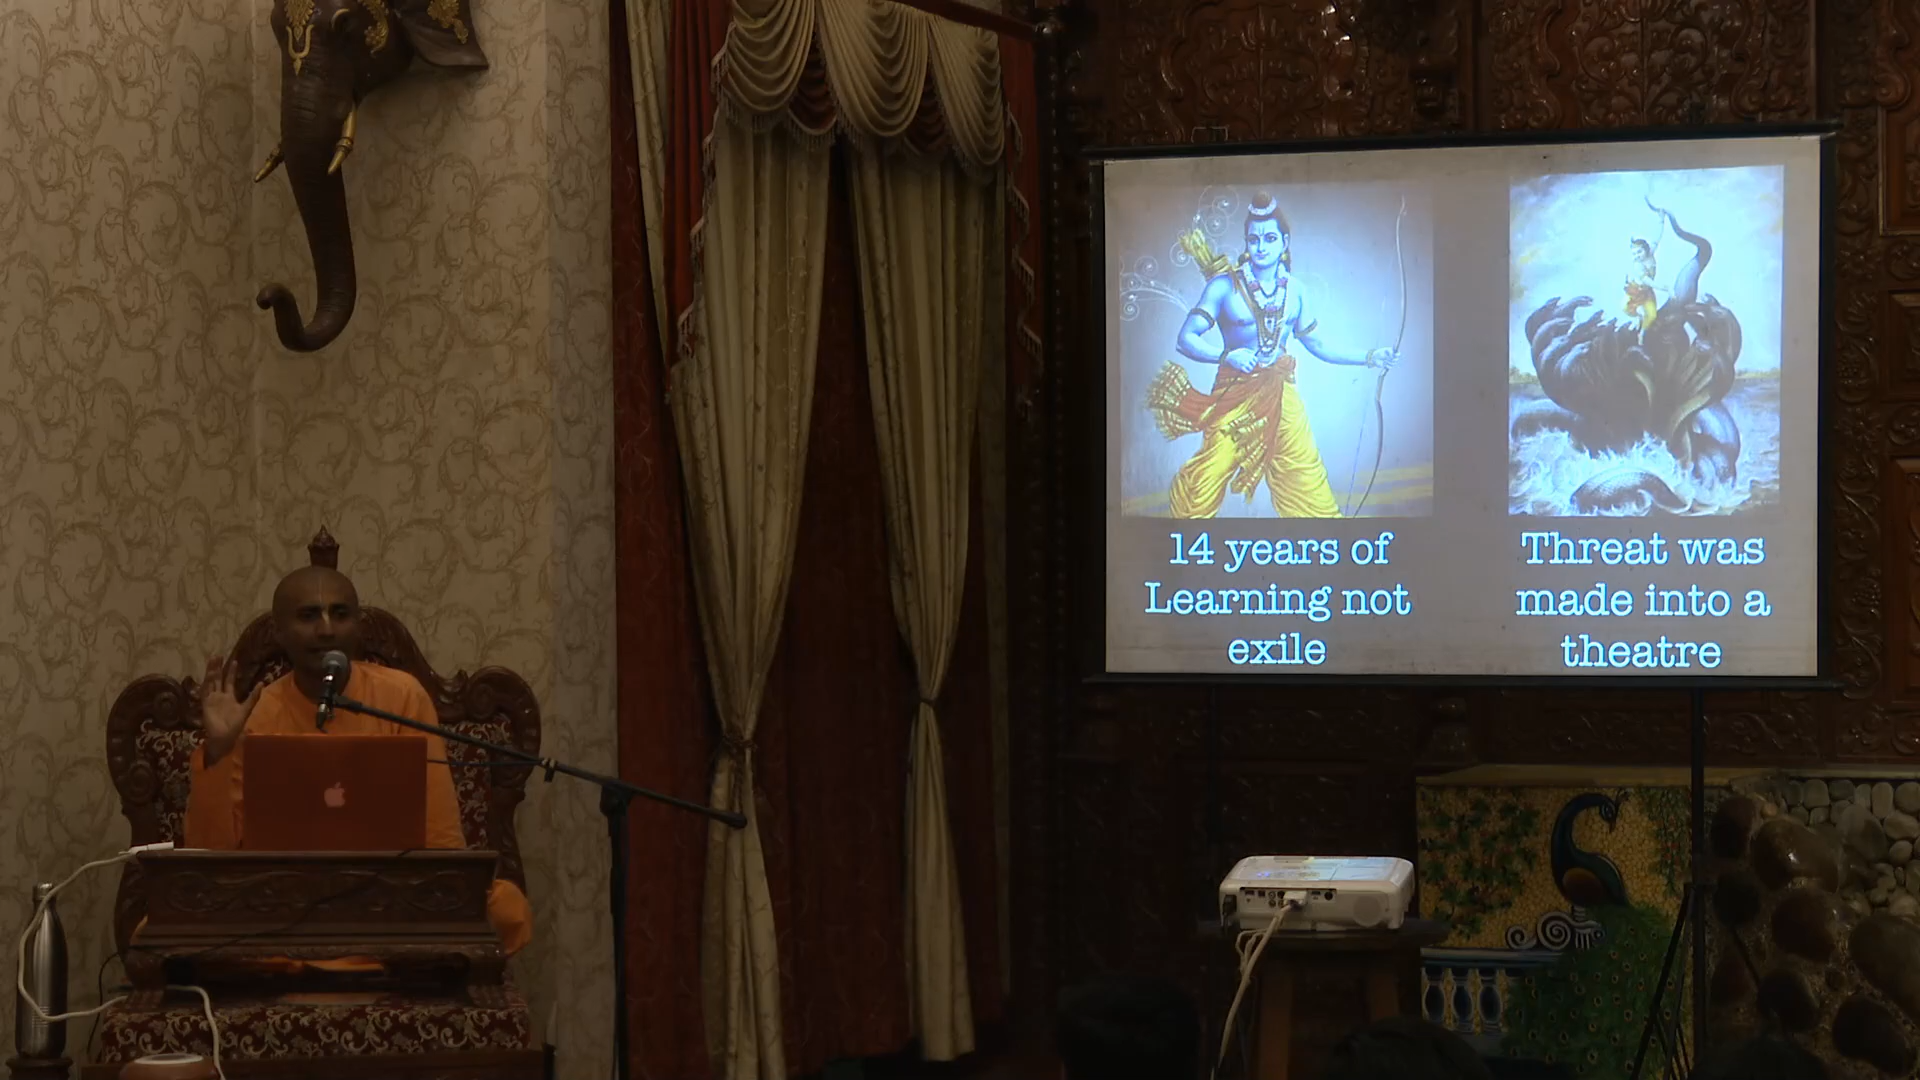 14 years of
Learning not
exile
Threat was
made into a
theatre